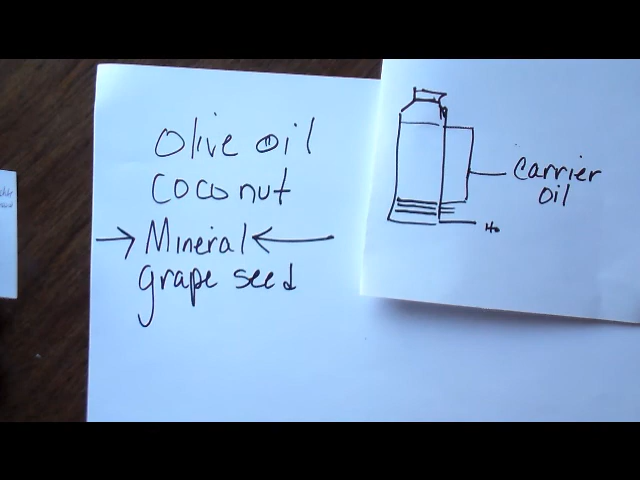 Olive oil
coconut
Mineral
grape seed
carrier
oil